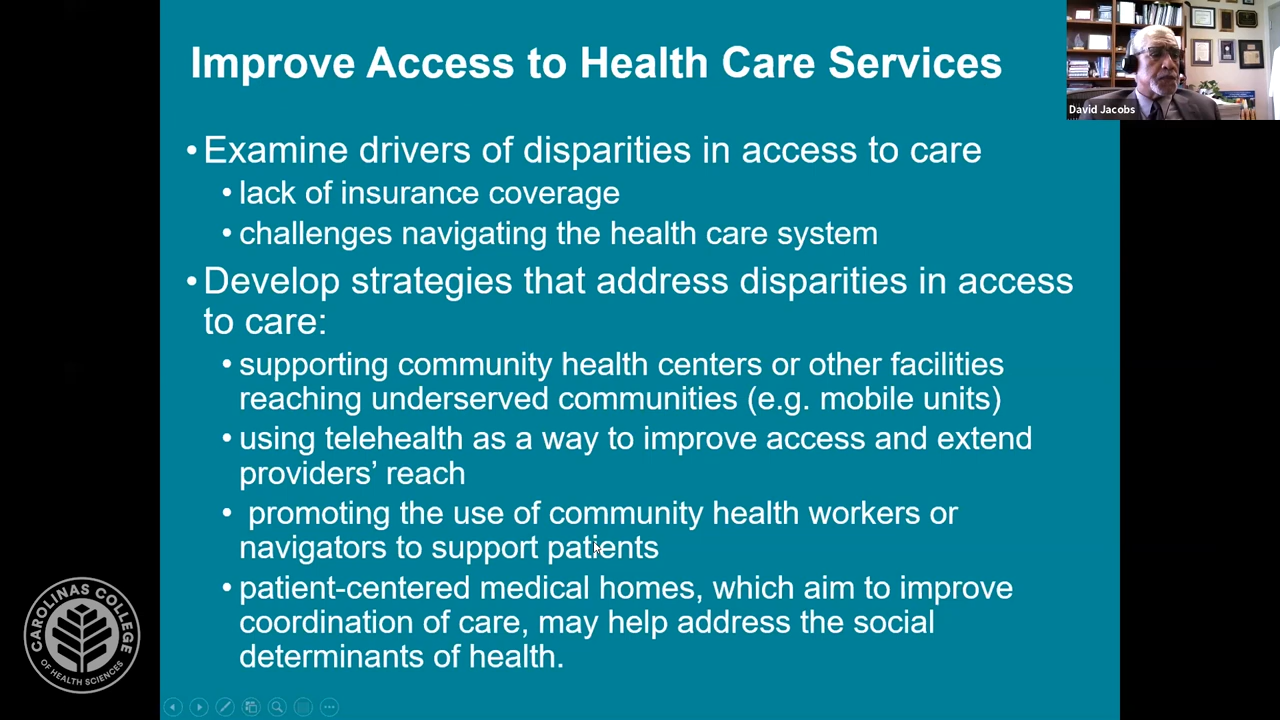 Improve Access to Health Care Services
David Jacobs
• Examine drivers of disparities in access to care
• lack of insurance coverage
• challenges navigating the health care system
• Develop strategies that address disparities in access
to care:
• supporting community health centers or other facilities
reaching underserved communities (e.g. mobile units)
• using telehealth as a way to improve access and extend
providers’ reach
• promoting the use of community health workers or
navigators to support patients
• patient-centered medical homes, which aim to improve
coordination of care, may help address the social
determinants of health.
CAROLINAS COLLEGE
OF HEALTH SCIENCES